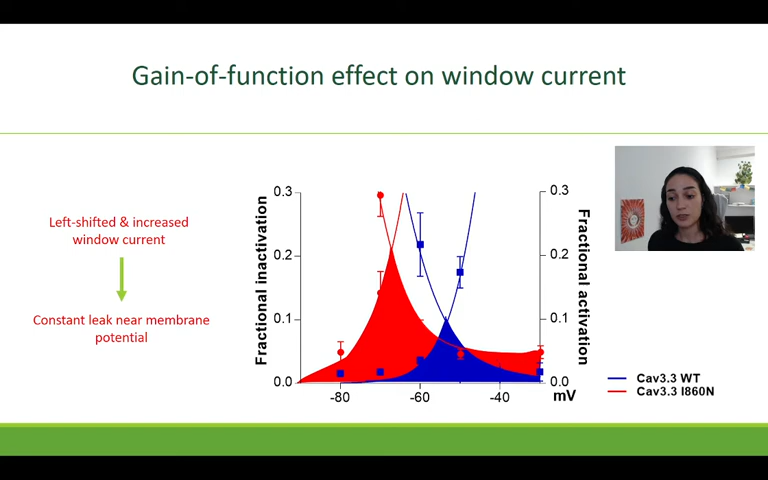 Gain-of-function effect on window current
Left-shifted & increased
window current
Constant leak near membrane
potential
Fractional inactivation
0.3
0.2
0.1
0.0
-80
-60
-40
mV
0.3
0.2
0.1
0.0
Fractional activation
Cav3.3 WT
Cav3.3 I860N